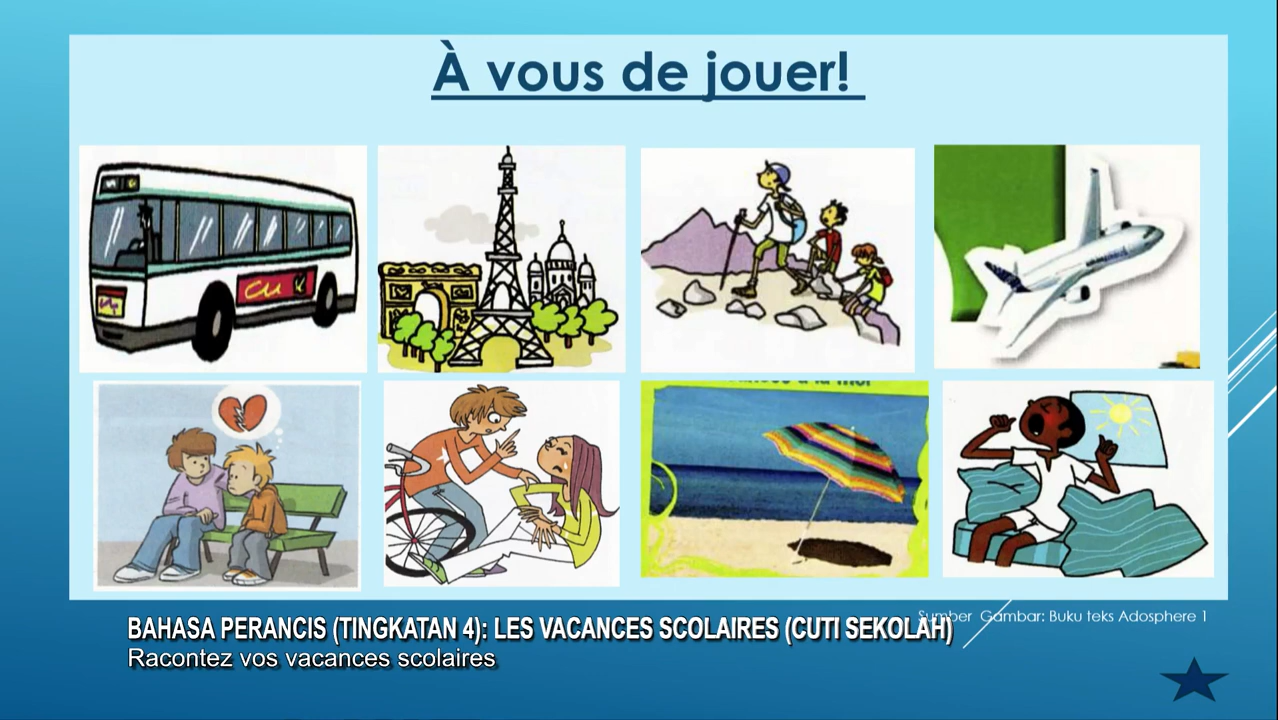 À vous de jouer!
Sumber Gambar: Buku teks Adosphere 1
BAHASA PERANCIS (TINGKATAN 4): LES VACANCES SCOLAIRES (CUTI SEKOLAH)
Racontez vos vacances scolaires